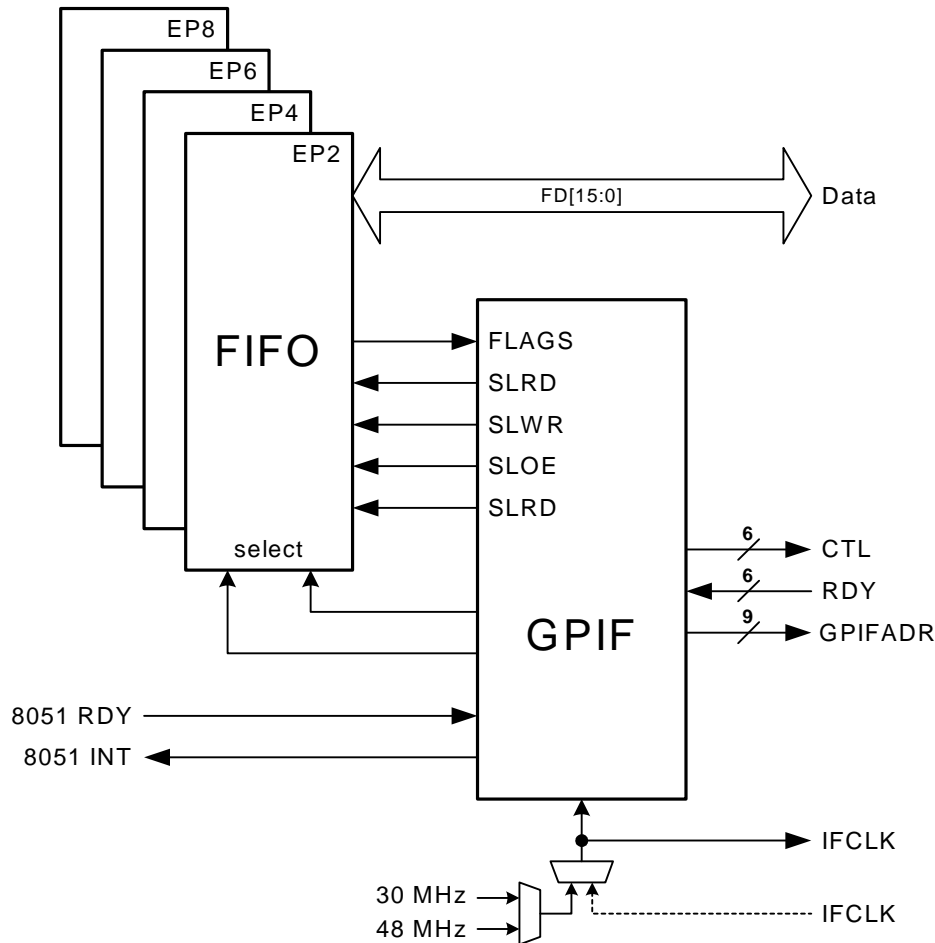 EP8
EP6
EP4
EP2
FD[15:0]
Data
FIFO
FLAGS
SLRD
SLWR
SLOE
SLRD
select
6
CTL
6
RDY
9
GPIFADR
GPIF
8051 RDY
8051 INT
IFCLK
30 MHz
48 MHz
IFCLK